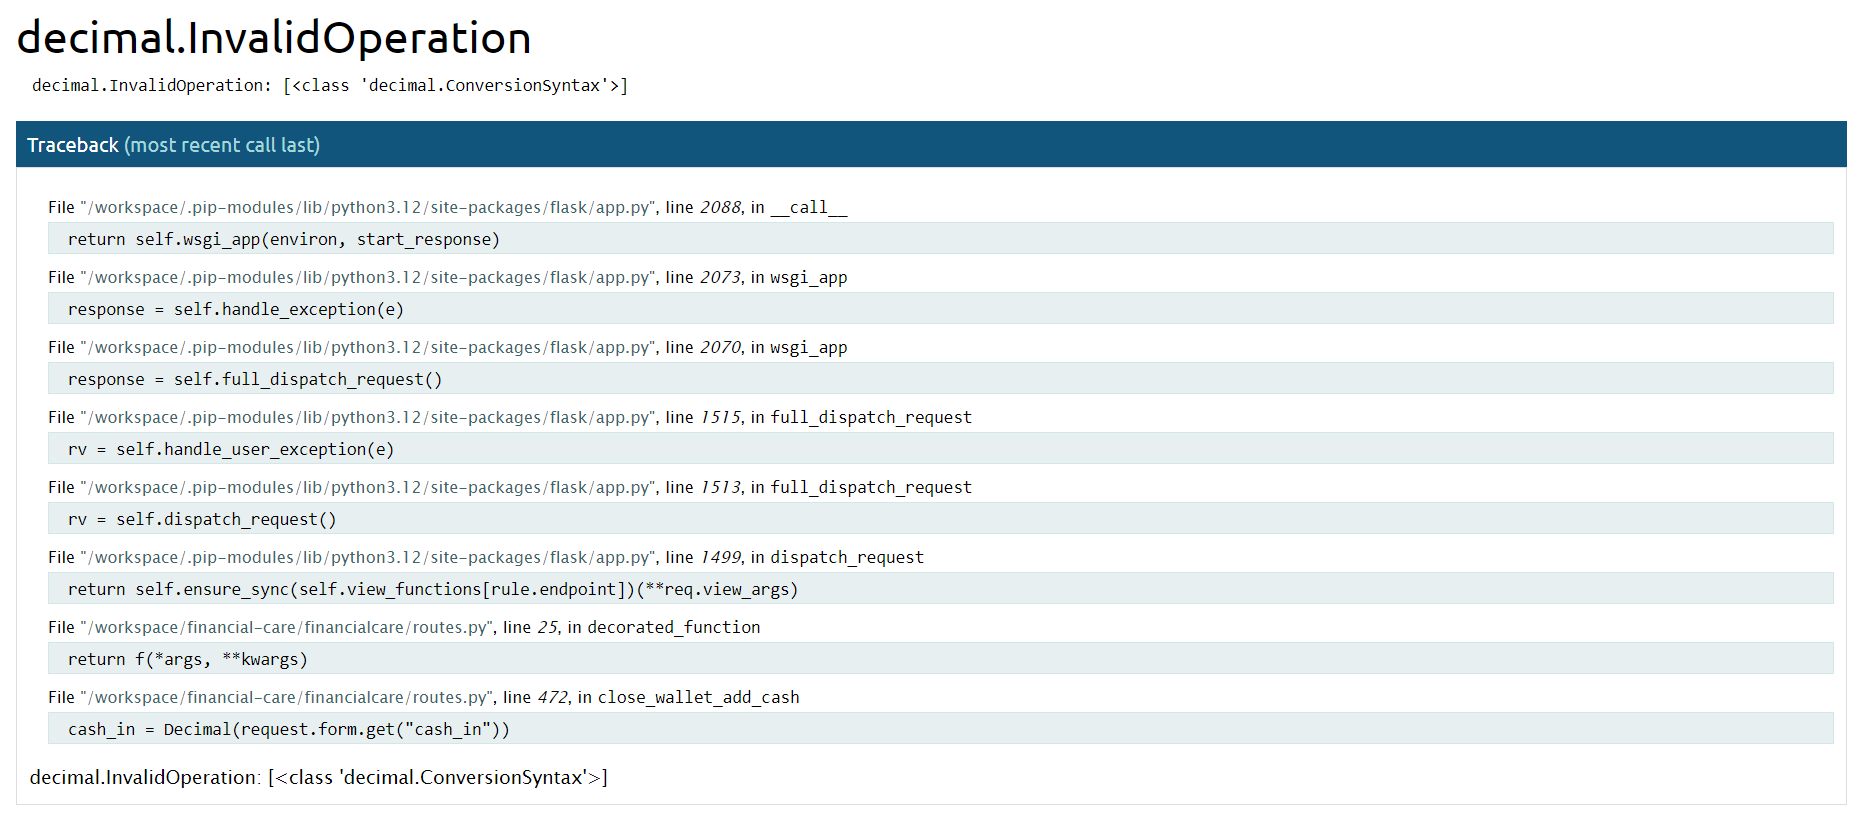 decimal.InvalidOperation
decimal.InvalidOperation: [<class 'decimal.ConversionSyntax'>]
Traceback (most recent call last)
File "/workspace/.pip-modules/lib/python3.12/site-packages/flask/app.py", line 2088, in __call__
return self.wsgi_app(environ, start_response)
File "/workspace/.pip-modules/lib/python3.12/site-packages/flask/app.py", line 2073, in wsgi_app
response = self.handle_exception(e)
File "/workspace/.pip-modules/lib/python3.12/site-packages/flask/app.py", line 2070, in wsgi_app
response = self.full_dispatch_request()
File "/workspace/.pip-modules/lib/python3.12/site-packages/flask/app.py", line 1515, in full_dispatch_request
rv = self.handle_user_exception(e)
File "/workspace/.pip-modules/lib/python3.12/site-packages/flask/app.py", line 1513, in full_dispatch_request
rv = self.dispatch_request()
File "/workspace/.pip-modules/lib/python3.12/site-packages/flask/app.py", line 1499, in dispatch_request
return self.ensure_sync(self.view_functions[rule.endpoint])(**req.view_args)
File "/workspace/financial-care/financialcare/routes.py", line 25, in decorated_function
return f(*args, **kwargs)
File "/workspace/financial-care/financialcare/routes.py", line 472, in close_wallet_add_cash
cash_in = Decimal(request.form.get("cash_in"))
decimal.InvalidOperation: [<class 'decimal.ConversionSyntax'>]